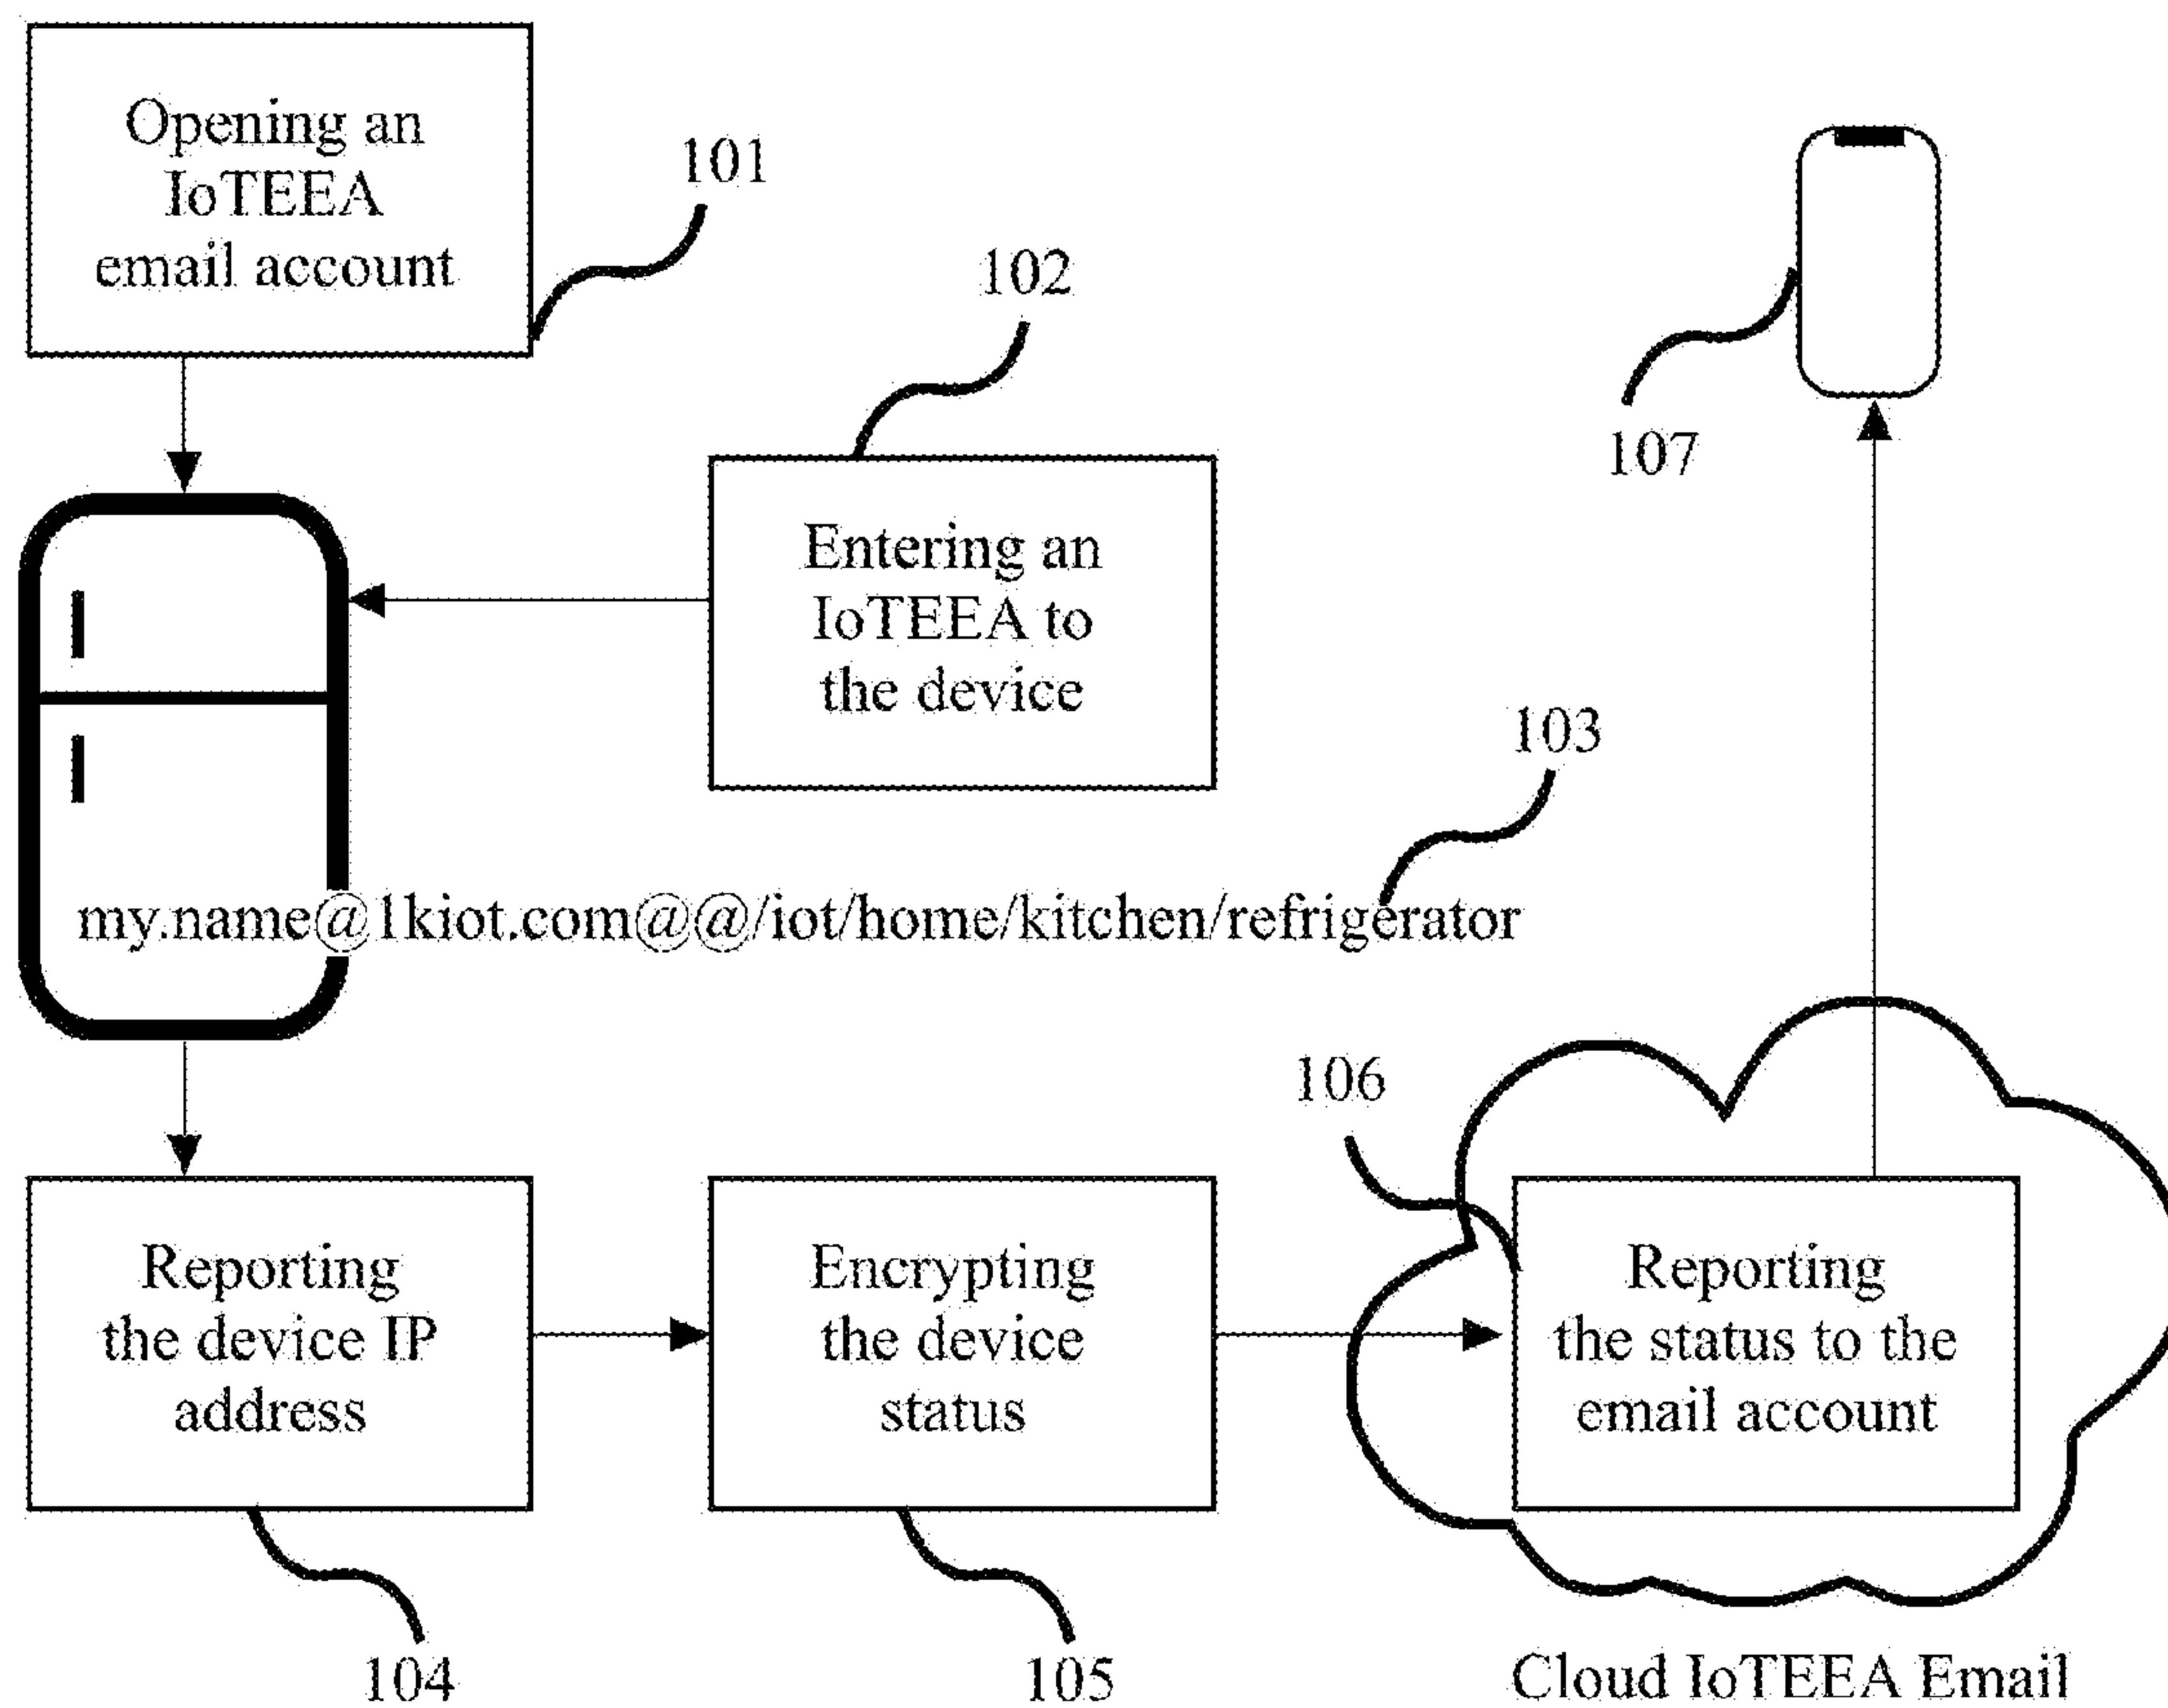 Opening an
IoTEEA
email account
101
102
107
Entering an
IoTEEA to
the device
103
my.name@1kiot.com@@/iot/home/kitchen/refrigerator
106
Reporting
the device IP
address
Encrypting
the device
status
Reporting
the status to the
email account
104
105
Cloud IoTEEA Email